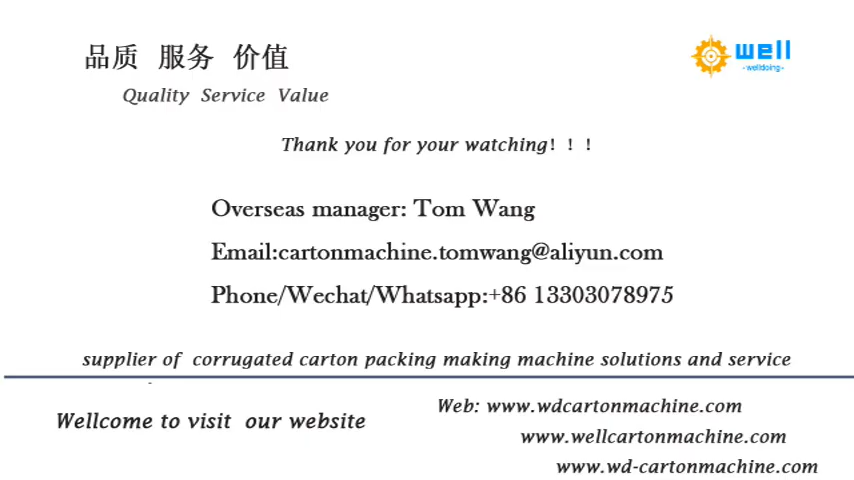 品质 服务 价值
well
-welldoing-
Quality Service Value
Thank you for your watching！！！
Overseas manager: Tom Wang
Email:cartonmachine.tomwang@aliyun.com
Phone/Wechat/Whatsapp:+86 13303078975
supplier of corrugated carton packing making machine solutions and service
Wellcome to visit our website
Web: www.wdcartonmachine.com
www.wellcartonmachine.com
www.wd-cartonmachine.com